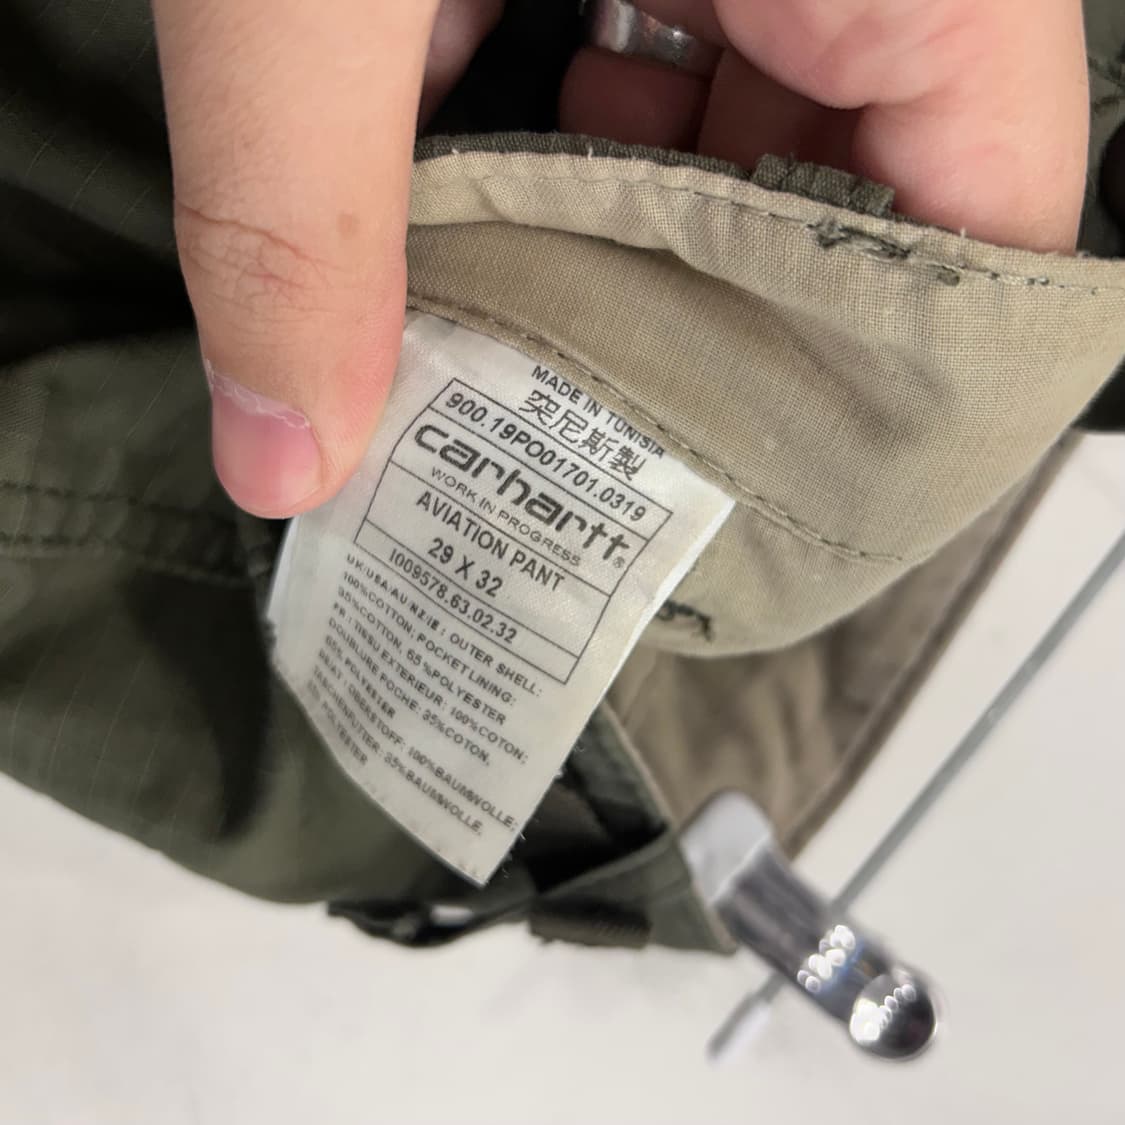 MADE IN TUNISIA
突尼斯製
900.19PO01701.0319
carhartt®
WORK IN PROGRESS
AVIATION PANT
29 X 32
I009578.63.02.32
UK/USA/AU/NZ/IE: OUTER SHELL:
100%COTTON; POCKET LINING:
35%COTTON, 65%POLYESTER
FR : TISSU EXTERIEUR: 100%COTON;
DOUBLURE POCHE: 35%COTON,
65% POLYESTER
DE/AT : OBERSTOFF: 100%BAUMWOLLE;
TASCHENFUTTER: 35%BAUMWOLLE,
POLYESTER